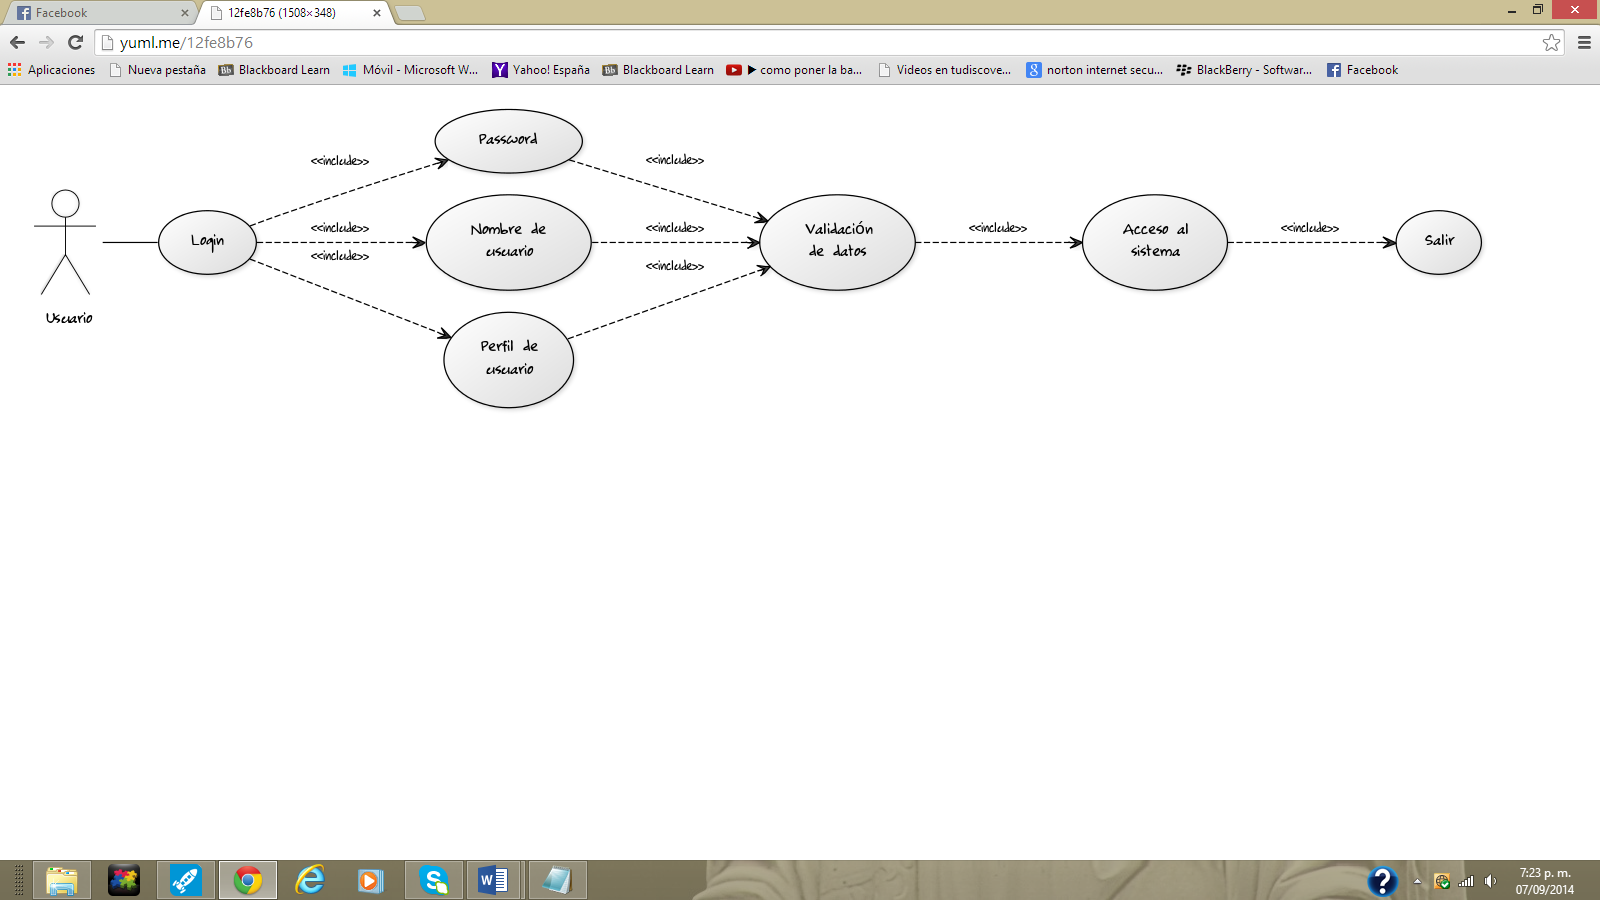 Facebook
12fe8b76 (1508×348)
yuml.me/12fe8b76
Aplicaciones
Nueva pestaña
Bb Blackboard Learn
Móvil - Microsoft W...
Yahoo! España
Bb Blackboard Learn
▶ como poner la ba...
Videos en tudiscove...
norton internet secu...
BlackBerry - Softwar...
Facebook
Password
<<include>>
<<include>>
Login
<<include>>
Nombre de
usuario
<<include>>
Validación
de datos
<<include>>
Acceso al
sistema
<<include>>
Salir
<<include>>
<<include>>
Usuario
Perfil de
usuario
7:23 p. m.
07/09/2014